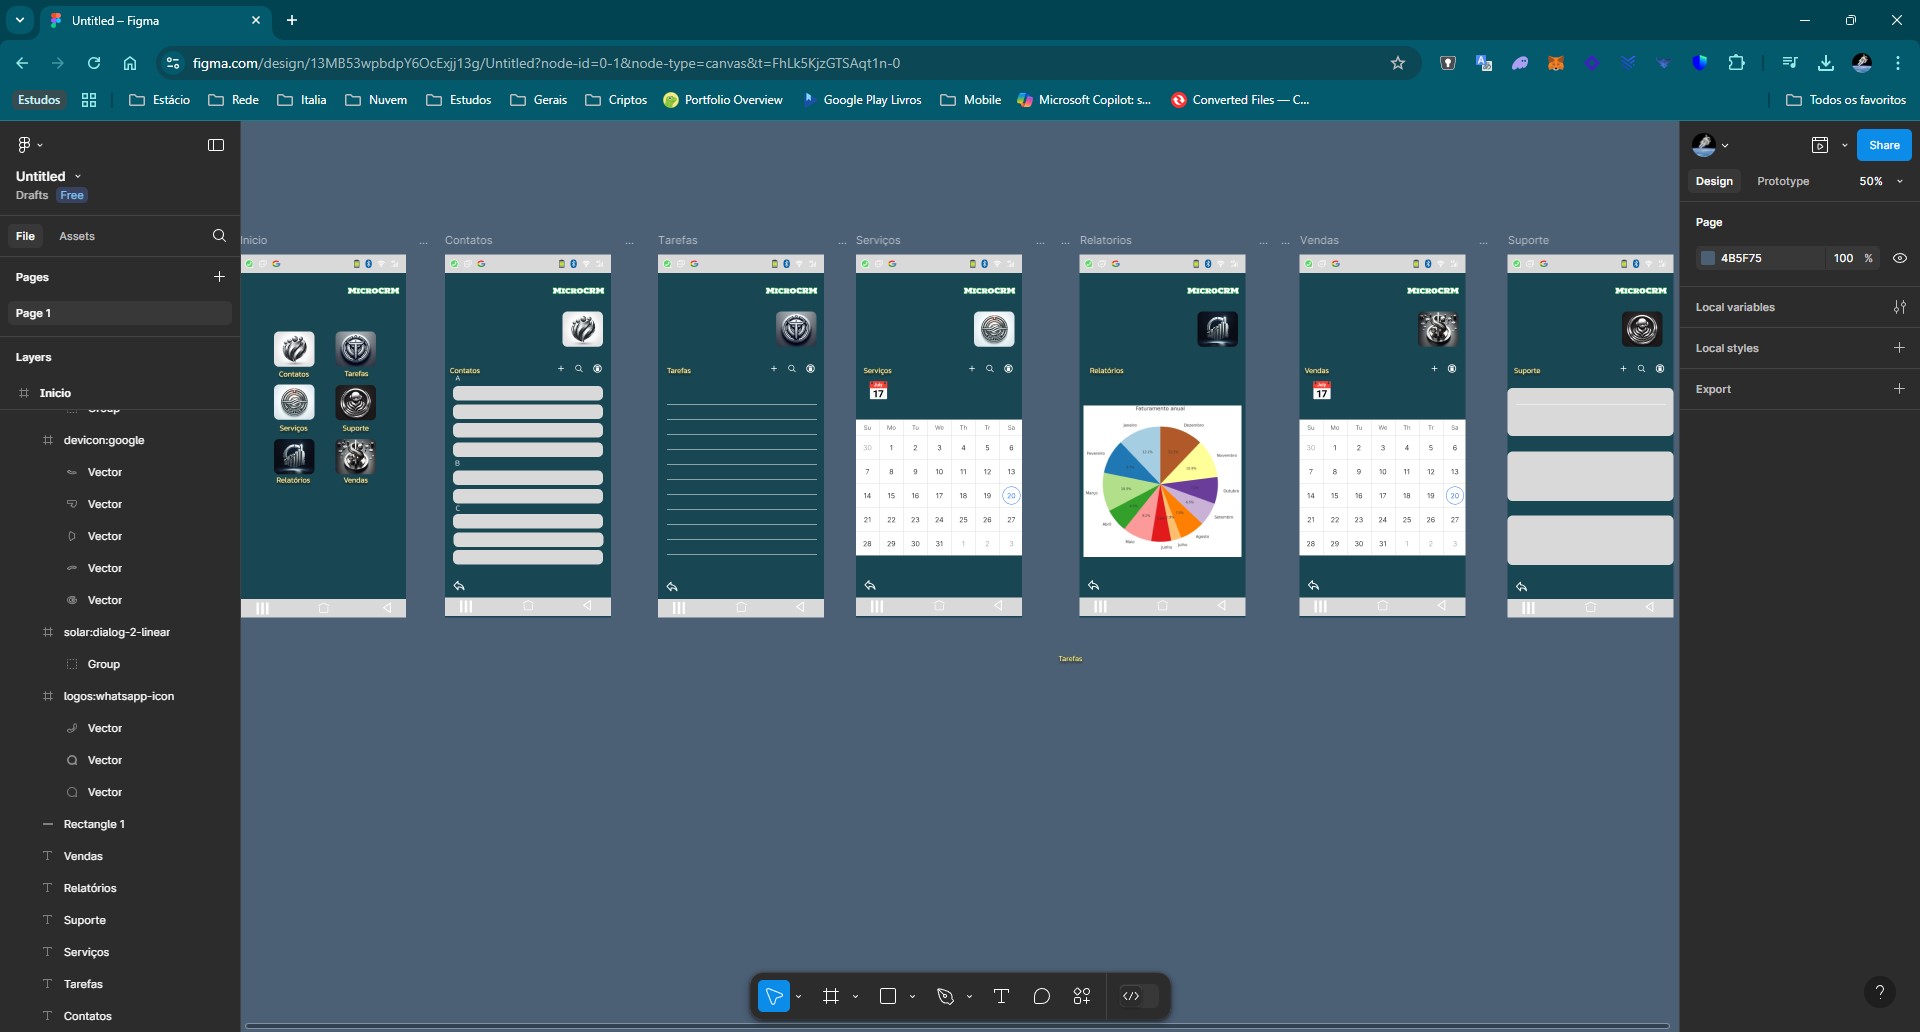 Untitled – Figma
figma.com/design/13MB53wpbdpY6OcExjj13g/Untitled?node-id=0-1&node-type=canvas&t=FhLk5KjzGTSAqt1n-0
Estudos
Estácio
Rede
Italia
Nuvem
Estudos
Gerais
Criptos
Portfolio Overview
Google Play Livros
Mobile
Microsoft Copilot: s...
Converted Files — C...
Todos os favoritos
Untitled
Drafts Free
File Assets
Pages
Page 1
Layers
Inicio
Group
devicon:google
Vector
Vector
Vector
Vector
Vector
solar:dialog-2-linear
Group
logos:whatsapp-icon
Vector
Vector
Vector
Rectangle 1
Vendas
Relatórios
Suporte
Serviços
Tarefas
Contatos
Inicio
...
MicroCRM
Contatos
Tarefas
Serviços
Suporte
Relatórios
Vendas
Contatos
...
MicroCRM
Contatos
A
B
C
Tarefas
...
MicroCRM
Tarefas
Serviços
...
MicroCRM
Serviços
July
17
Su Mo Tu We Th Tr Sa
30 1 2 3 4 5 6
7 8 9 10 11 12 13
14 15 16 17 18 19 20
21 22 23 24 25 26 27
28 29 30 31 1 2 3
...
Relatorios
...
MicroCRM
Relatórios
Faturamento anual
Janeiro
Dezembro
Fevereiro
Novembro
Março
Outubro
Abril
Setembro
Maio
Agosto
Junho
Julho
...
Vendas
...
MicroCRM
Vendas
July
17
Su Mo Tu We Th Tr Sa
30 1 2 3 4 5 6
7 8 9 10 11 12 13
14 15 16 17 18 19 20
21 22 23 24 25 26 27
28 29 30 31 1 2 3
Suporte
MicroCRM
Suporte
Tarefas
Share
Design Prototype 50%
Page
4B5F75 100 %
Local variables
Local styles
Export
?